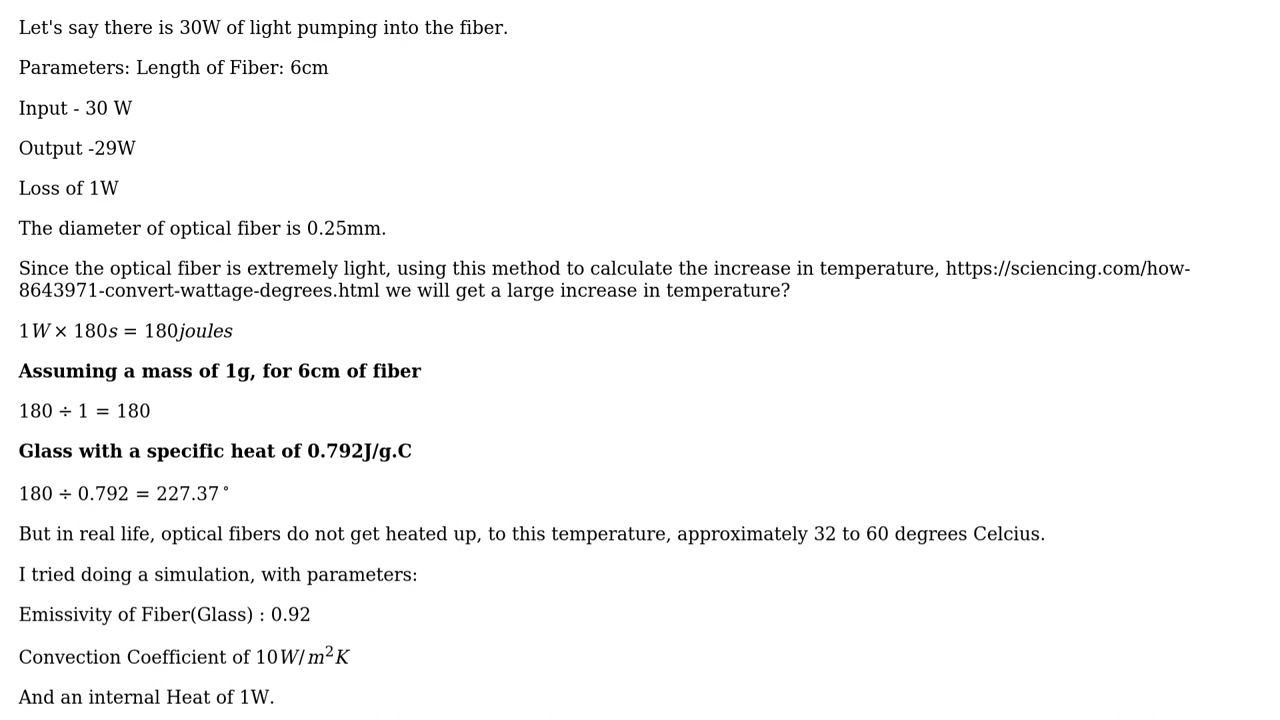 Let's say there is 30W of light pumping into the fiber.
Parameters: Length of Fiber: 6cm
Input - 30 W
Output -29W
Loss of 1W
The diameter of optical fiber is 0.25mm.
Since the optical fiber is extremely light, using this method to calculate the increase in temperature, https://sciencing.com/how-
8643971-convert-wattage-degrees.html we will get a large increase in temperature?
1W × 180s = 180joules
Assuming a mass of 1g, for 6cm of fiber
180 ÷ 1 = 180
Glass with a specific heat of 0.792J/g.C
180 ÷ 0.792 = 227.37°
But in real life, optical fibers do not get heated up, to this temperature, approximately 32 to 60 degrees Celcius.
I tried doing a simulation, with parameters:
Emissivity of Fiber(Glass) : 0.92
Convection Coefficient of 10W/m²K
And an internal Heat of 1W.